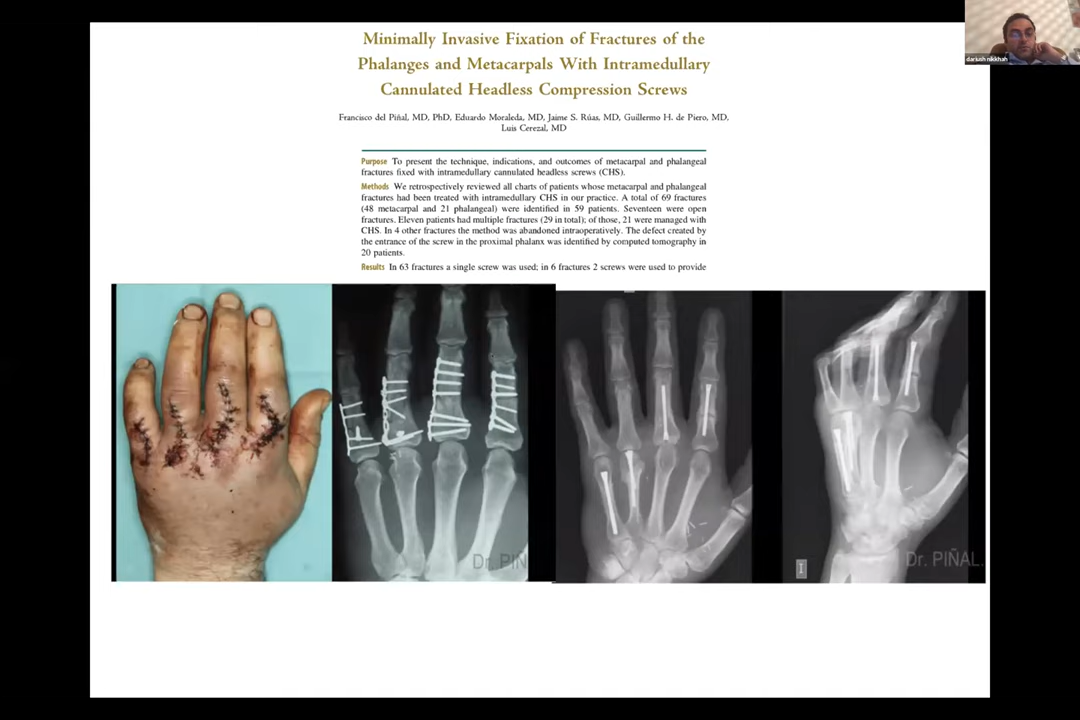 Minimally Invasive Fixation of Fractures of the
Phalanges and Metacarpals With Intramedullary
Cannulated Headless Compression Screws
dariush nikkhah
Francisco del Piñal, MD, PhD, Eduardo Moraleda, MD, Jaime S. Rúas, MD, Guillermo H. de Piero, MD,
Luis Cerezal, MD
Purpose To present the technique, indications, and outcomes of metacarpal and phalangeal
fractures fixed with intramedullary cannulated headless screws (CHS).
Methods We retrospectively reviewed all charts of patients whose metacarpal and phalangeal
fractures had been treated with intramedullary CHS in our practice. A total of 69 fractures
(48 metacarpal and 21 phalangeal) were identified in 59 patients. Seventeen were open
fractures. Eleven patients had multiple fractures (29 in total); of those, 21 were managed with
CHS. In 4 other fractures the method was abandoned intraoperatively. The defect created by
the entrance of the screw in the proximal phalanx was identified by computed tomography in
20 patients.
Results In 63 fractures a single screw was used; in 6 fractures 2 screws were used to provide
Dr. PIÑ
Dr. PIÑAL.